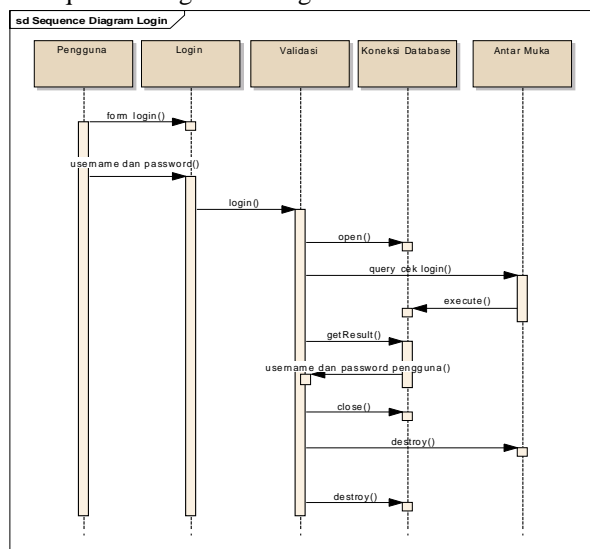 sd Sequence Diagram Login
Pengguna
Login
Validasi
Koneksi Database
Antar Muka
form login()
username dan password()
login()
open()
query cek login()
execute()
getResult()
username dan password pengguna()
close()
destroy()
destroy()